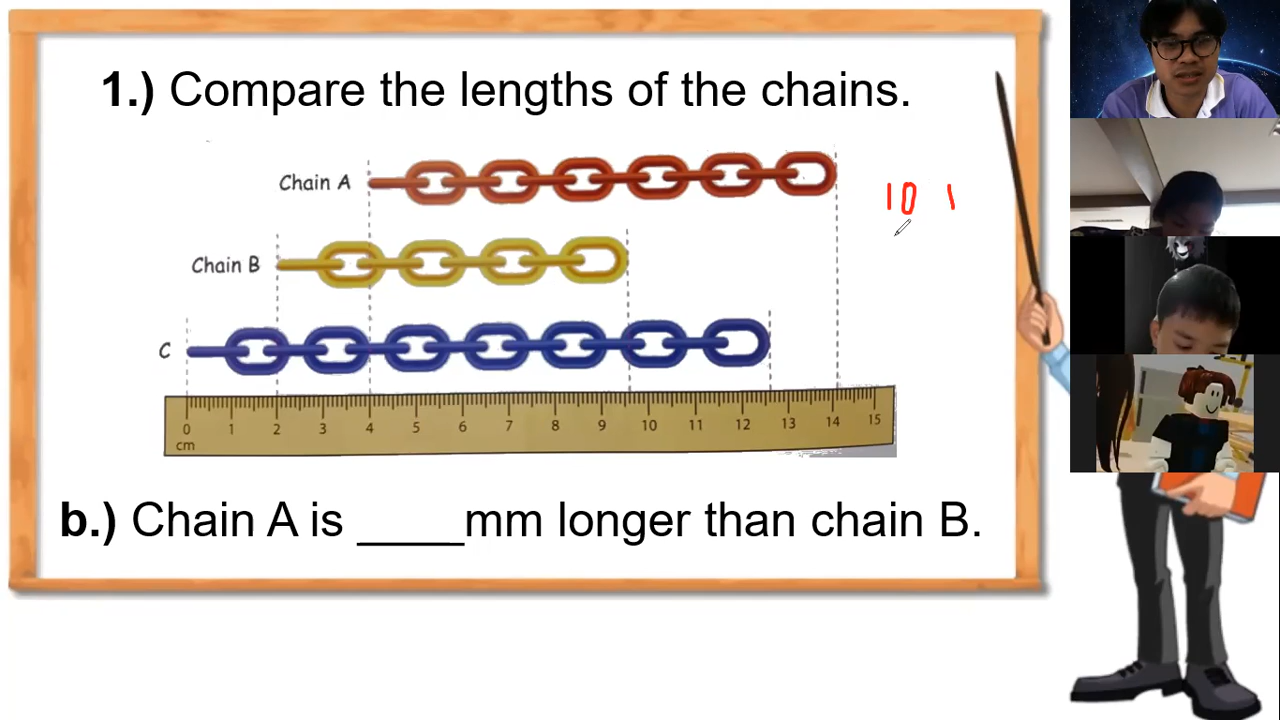 1.) Compare the lengths of the chains.
Chain A
10 1
Chain B
C
0 1 2 3 4 5 6 7 8 9 10 11 12 13 14 15
cm
b.) Chain A is ____mm longer than chain B.